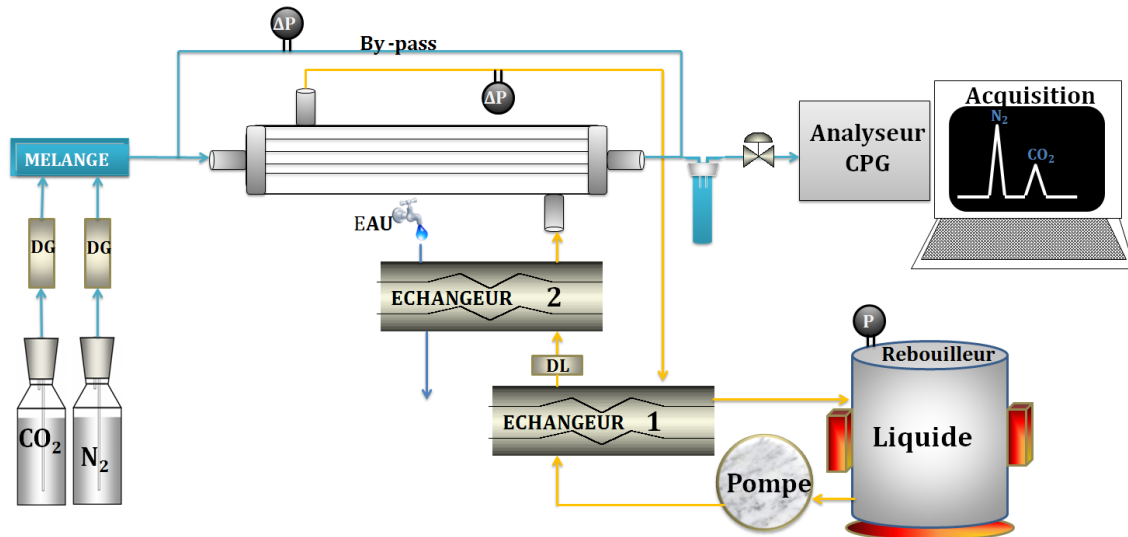 ΔP
By-pass
ΔP
Acquisition
N2
CO2
Analyseur
CPG
MELANGE
EAU
DG
DG
ECHANGEUR 2
P
Rebouilleur
DL
ECHANGEUR 1
Liquide
CO2
N2
Pompe